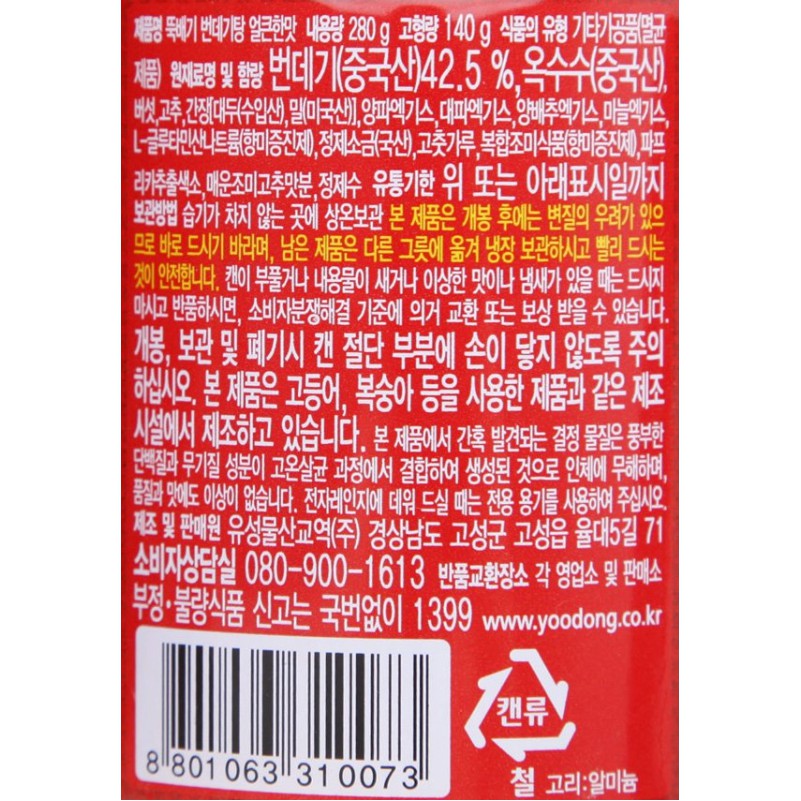 제품명 뚝배기 번데기탕 얼큰한맛 내용량 280 g 고형량 140 g 식품의 유형 기타가공품(멸균
제품) 원재료명 및 함량 번데기(중국산)42.5 %, 옥수수(중국산),
버섯,고추,간장[대두(수입산),밀(미국산)],양파엑기스,대파엑기스,양배추엑기스,마늘엑기스,
L-글루타민산나트륨(향미증진제),정제소금(국산),고춧가루,복합조미식품(향미증진제),파프
리카추출색소,매운조미고추맛분,정제수 유통기한 위 또는 아래표시일까지
보관방법 습기가 차지 않는 곳에 상온보관 본 제품은 개봉 후에는 변질의 우려가 있으
므로 바로 드시기 바라며, 남은 제품은 다른 그릇에 옮겨 냉장 보관하시고 빨리 드시는
것이 안전합니다. 캔이 부풀거나 내용물이 새거나 이상한 맛이나 냄새가 있을 때는 드시지
마시고 반품하시면, 소비자분쟁해결 기준에 의거 교환 또는 보상 받을 수 있습니다.
개봉, 보관 및 폐기시 캔 절단 부분에 손이 닿지 않도록 주의
하십시오. 본 제품은 고등어, 복숭아 등을 사용한 제품과 같은 제조
시설에서 제조하고 있습니다. 본 제품에서 간혹 발견되는 결정 물질은 풍부한
단백질과 무기질 성분이 고온살균 과정에서 결합하여 생성된 것으로 인체에 무해하며,
품질과 맛에도 이상이 없습니다. 전자레인지에 데워 드실 때는 전용 용기를 사용하여 주십시오.
제조 및 판매원 유성물산교역(주) 경상남도 고성군 고성읍 율대5길 71
소비자상담실 080-900-1613 반품교환장소 각 영업소 및 판매소
부정·불량식품 신고는 국번없이 1399 www.yoodong.co.kr
캔류
8 801063 310073
철 고리:알미늄